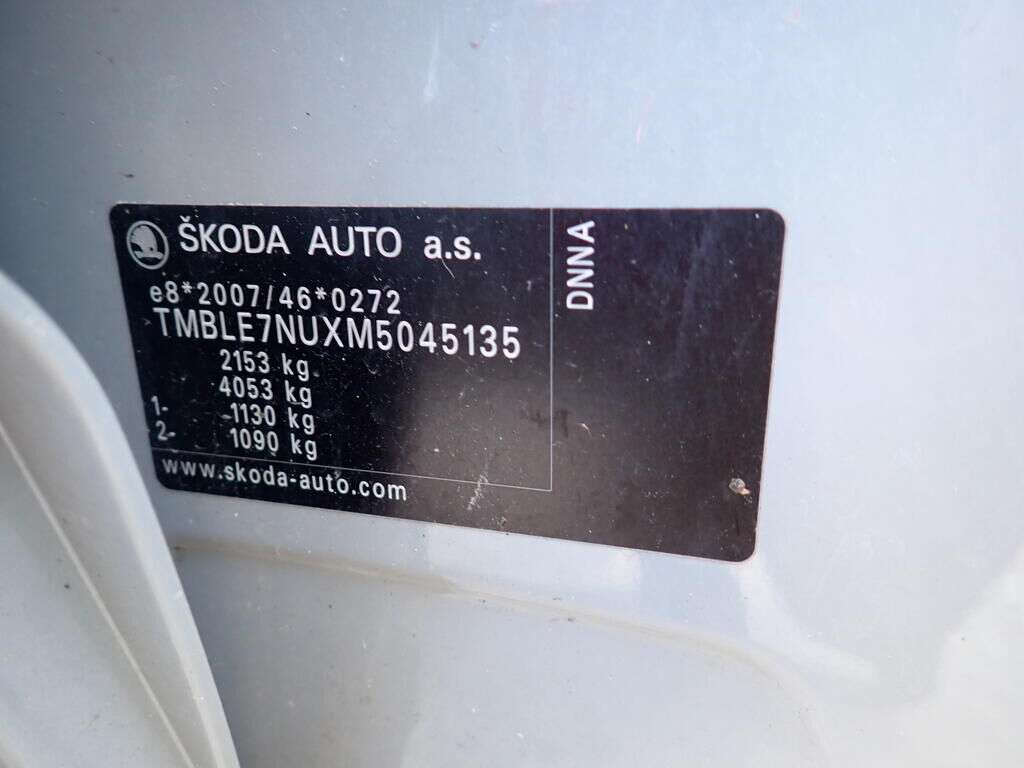 ŠKODA AUTO a.s.
e8*2007/46*0272
TMBLE7NUXM5045135
2153 kg
4053 kg
1- 1130 kg
2- 1090 kg
www.skoda-auto.com
DNNA